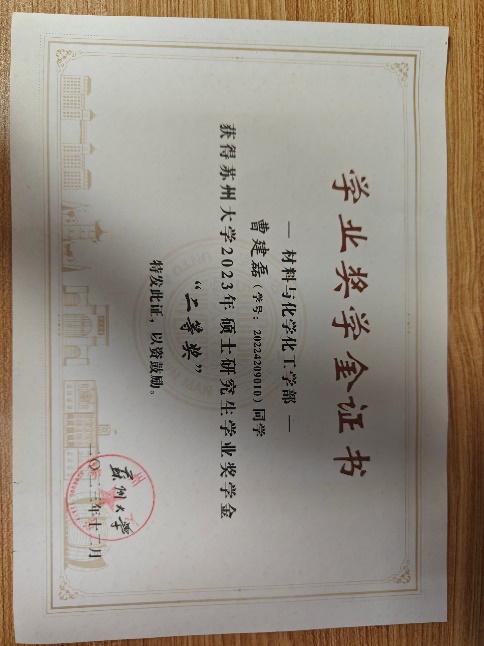 学业奖学金证书
— 材料与化学化工学部 —
曹建磊（学号：20224209010）同学
获得苏州大学2023年硕士研究生学业奖学金
“二等奖”
特发此证，以资鼓励。
苏州大学
二〇二三年十二月